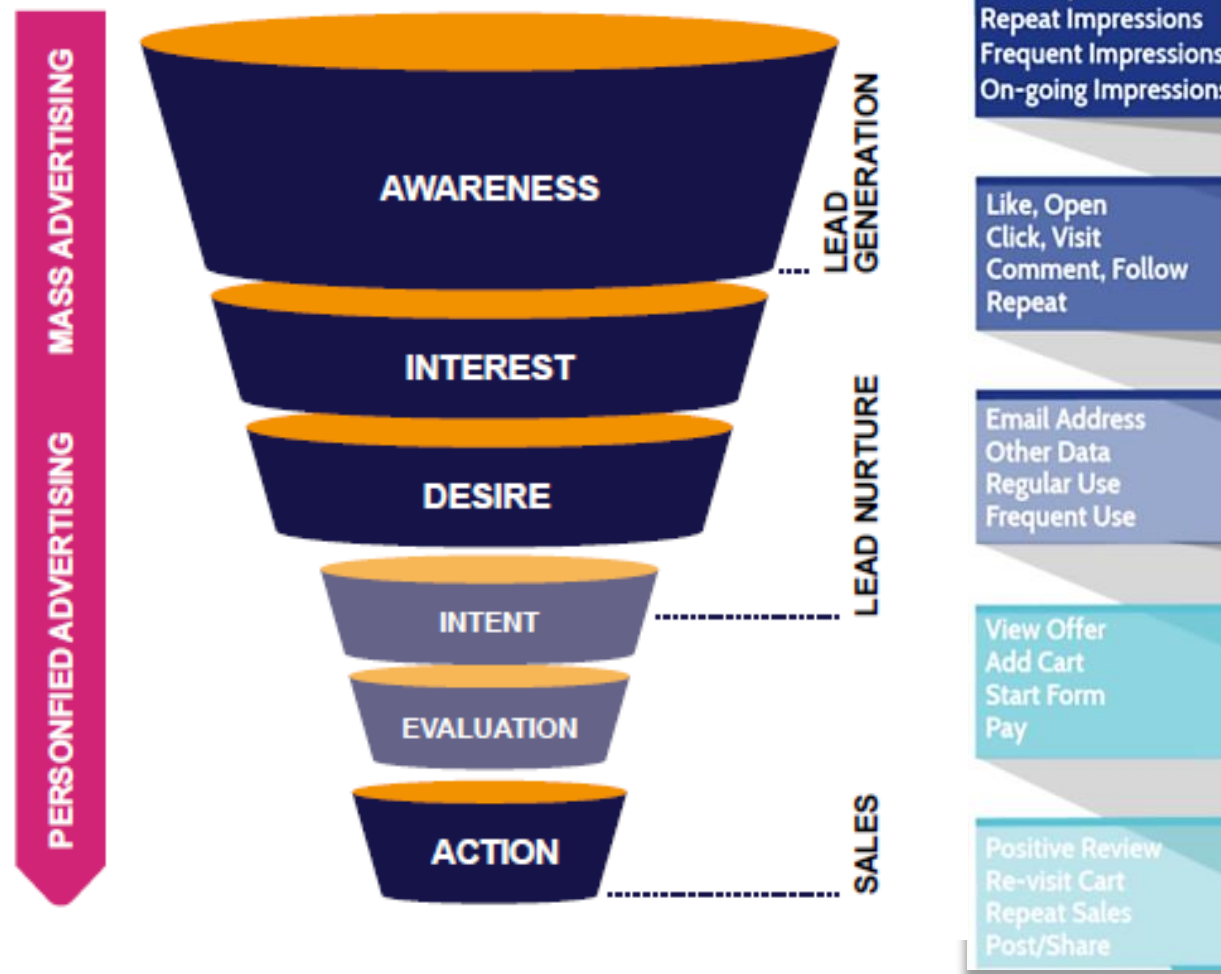 MASS ADVERTISING
PERSONFIED ADVERTISING
AWARENESS
INTEREST
DESIRE
INTENT
EVALUATION
ACTION
LEAD
GENERATION
LEAD NURTURE
SALES
Repeat Impressions
Frequent Impressions
On-going Impressions
Like, Open
Click, Visit
Comment, Follow
Repeat
Email Address
Other Data
Regular Use
Frequent Use
View Offer
Add Cart
Start Form
Pay
Positive Review
Re-visit Cart
Repeat Sales
Post/Share